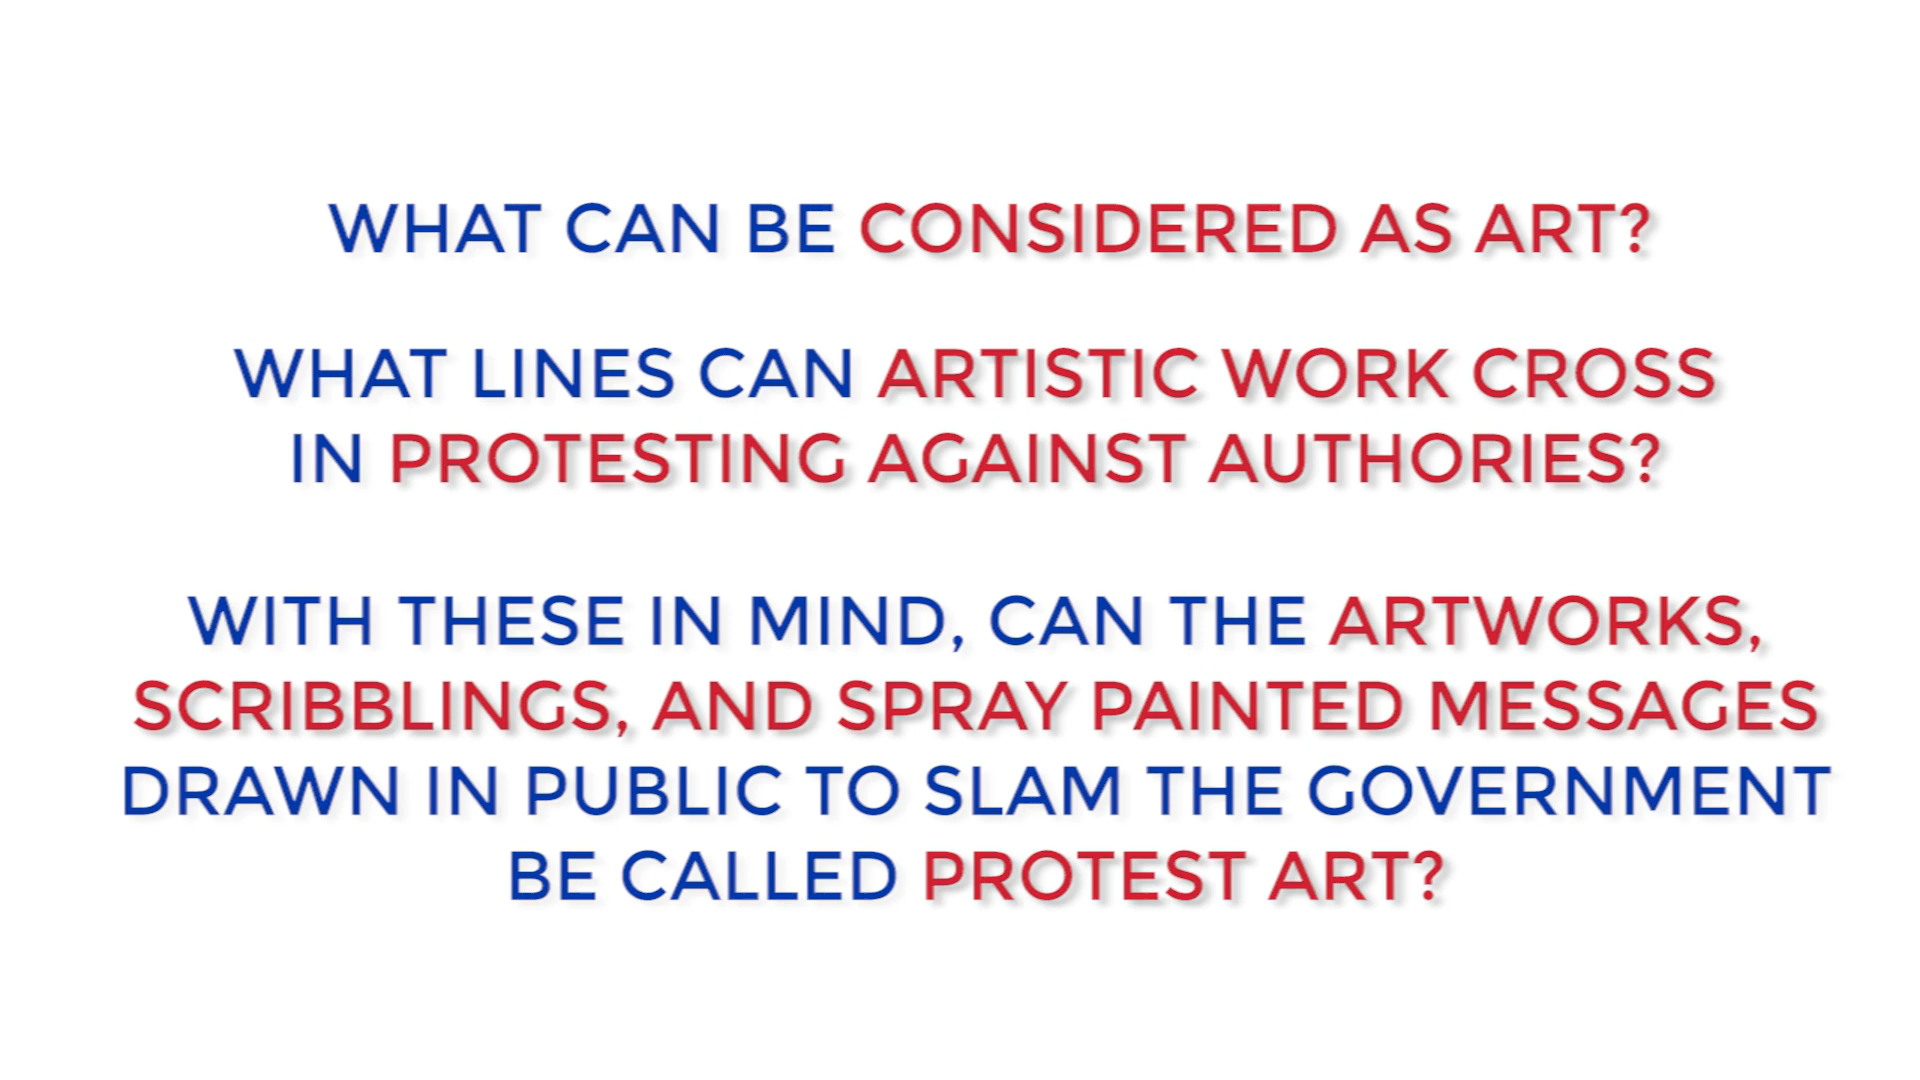 WHAT CAN BE CONSIDERED AS ART?
WHAT LINES CAN ARTISTIC WORK CROSS
IN PROTESTING AGAINST AUTHORIES?
WITH THESE IN MIND, CAN THE ARTWORKS,
SCRIBBLINGS, AND SPRAY PAINTED MESSAGES
DRAWN IN PUBLIC TO SLAM THE GOVERNMENT
BE CALLED PROTEST ART?